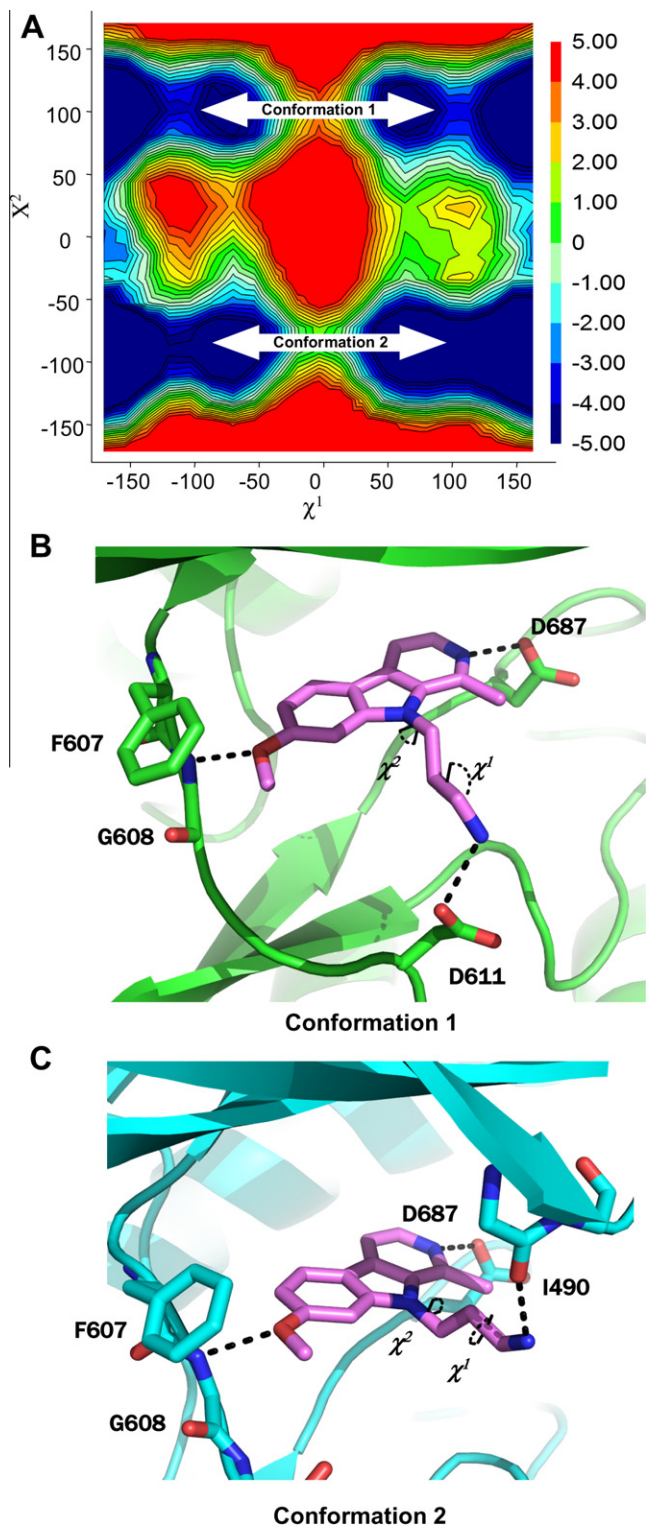 A
150
100
50
0
-50
-100
-150
X²
Conformation 1
Conformation 2
-150
-100
-50
0
50
100
150
χ¹
5.00
4.00
3.00
2.00
1.00
0
-1.00
-2.00
-3.00
-4.00
-5.00
B
D687
F607
χ²
χ¹
G608
D611
Conformation 1
C
D687
I490
F607
χ²
χ¹
G608
Conformation 2